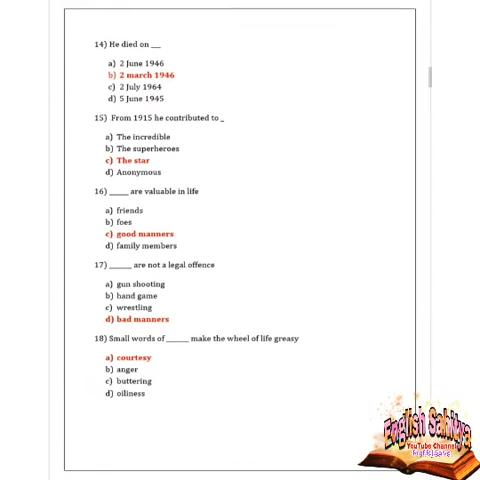 14) He died on ___
a) 2 June 1946
b) 2 march 1946
c) 2 July 1964
d) 5 June 1945
15) From 1915 he contributed to _
a) The incredible
b) The superheroes
c) The star
d) Anonymous
16) _____ are valuable in life
a) friends
b) foes
c) good manners
d) family members
17) ______ are not a legal offence
a) gun shooting
b) hand game
c) wrestling
d) bad manners
18) Small words of ______ make the wheel of life greasy
a) courtesy
b) anger
c) buttering
d) oiliness
English Sahitya
YouTube Channel